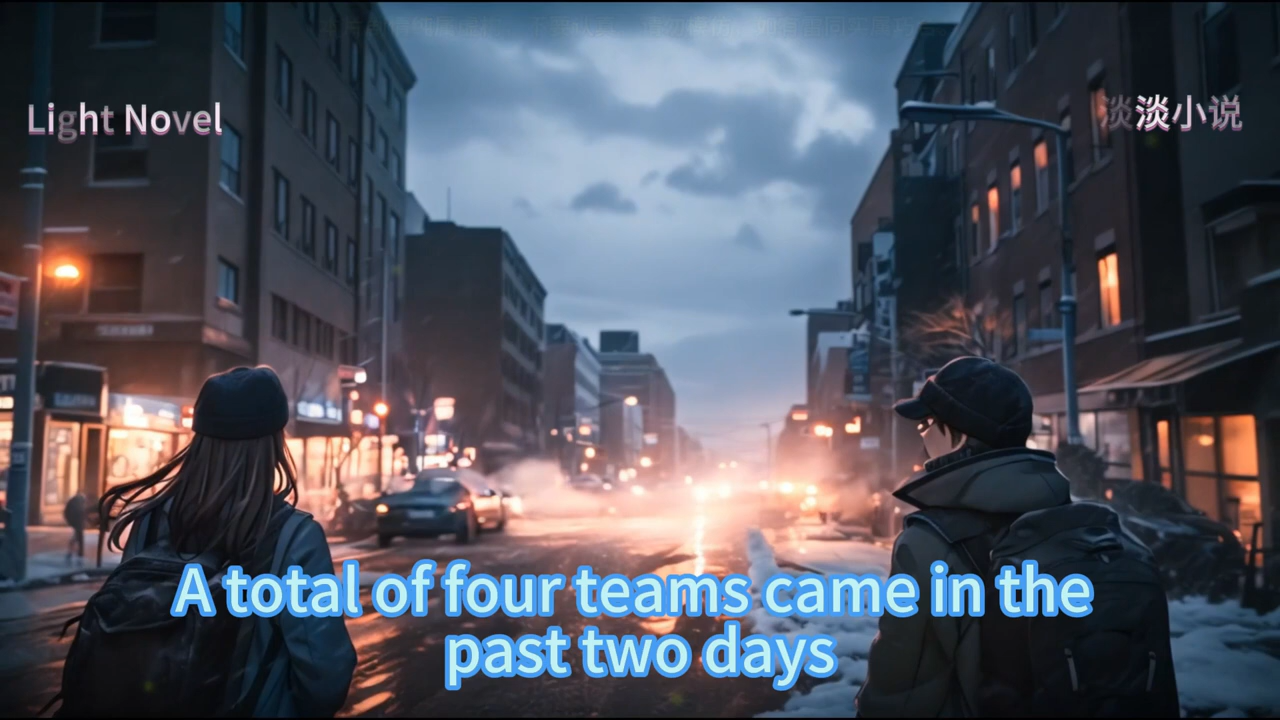 Light Novel
淡淡小说
A total of four teams came in the
past two days